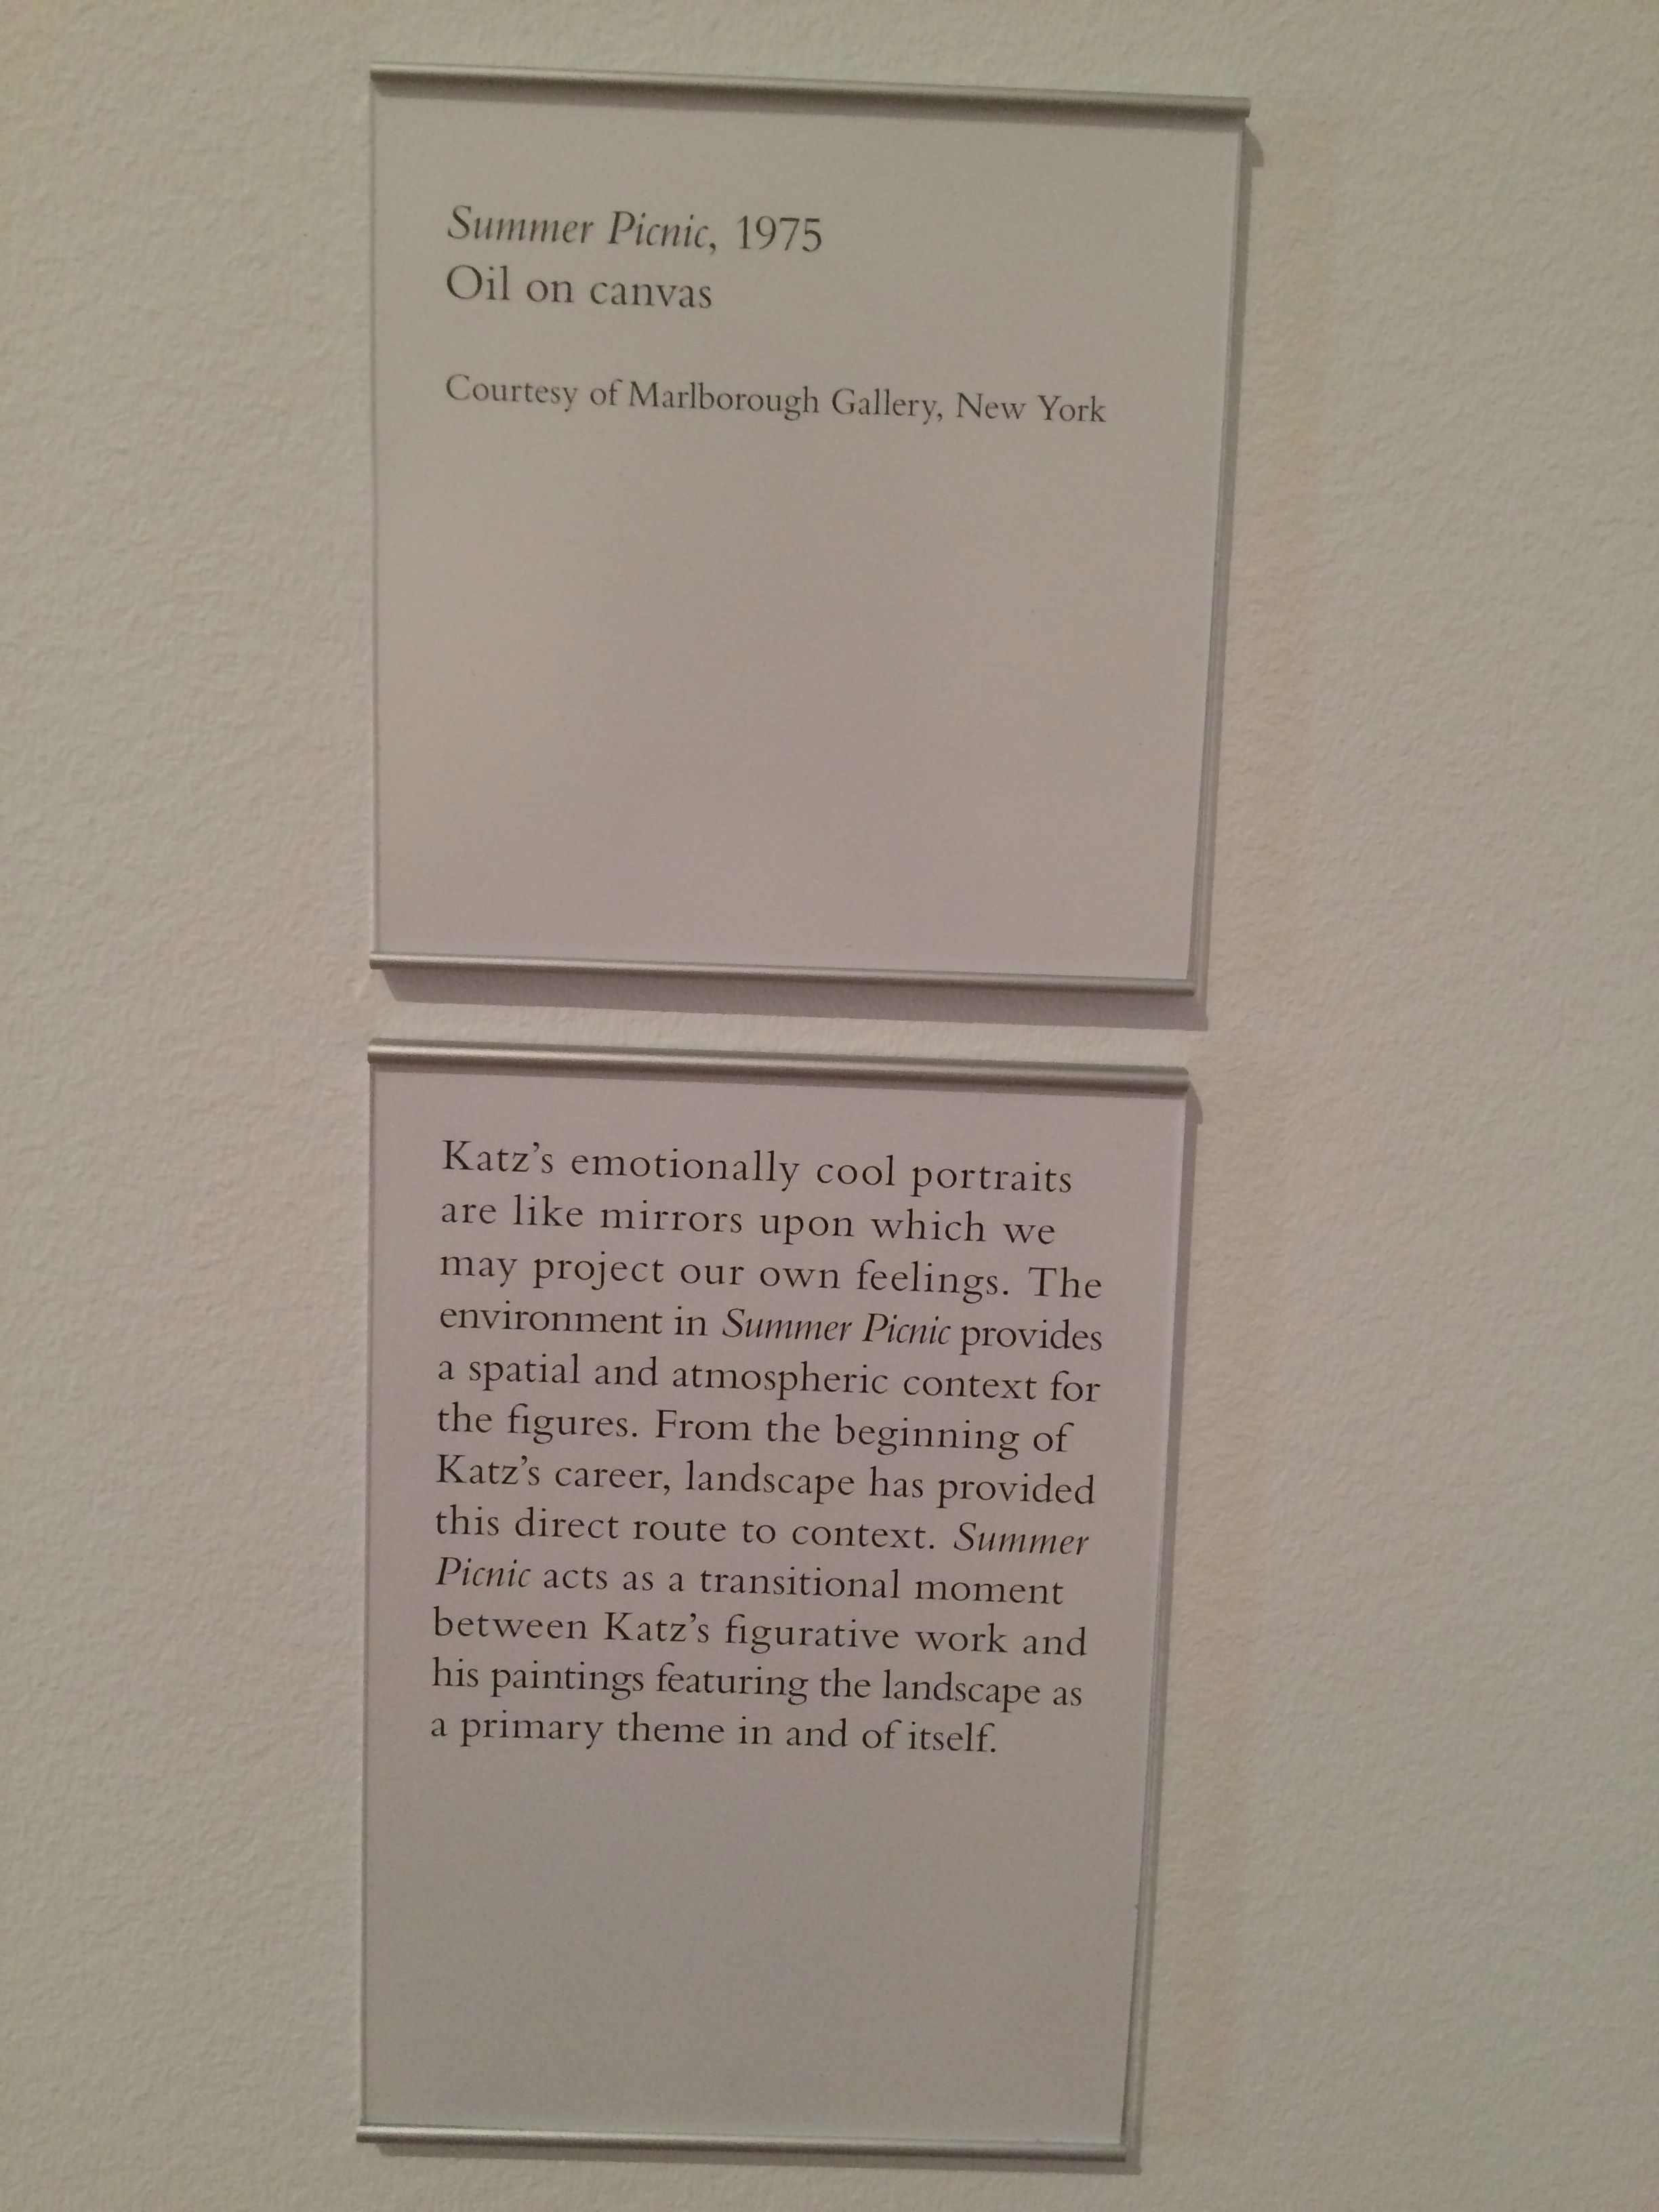 Summer Picnic, 1975
Oil on canvas
Courtesy of Marlborough Gallery, New York
Katz’s emotionally cool portraits
are like mirrors upon which we
may project our own feelings. The
environment in Summer Picnic provides
a spatial and atmospheric context for
the figures. From the beginning of
Katz’s career, landscape has provided
this direct route to context. Summer
Picnic acts as a transitional moment
between Katz’s figurative work and
his paintings featuring the landscape as
a primary theme in and of itself.